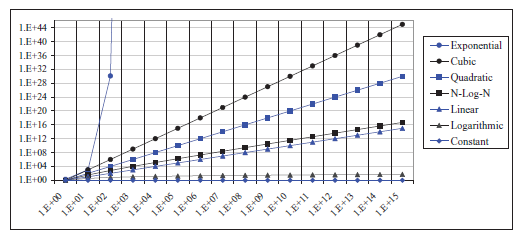 1.E+44
1.E+40
1.E+36
1.E+32
1.E+28
1.E+24
1.E+20
1.E+16
1.E+12
1.E+08
1.E+04
1.E+00
1.E+00
1.E+01
1.E+02
1.E+03
1.E+04
1.E+05
1.E+06
1.E+07
1.E+08
1.E+09
1.E+10
1.E+11
1.E+12
1.E+13
1.E+14
1.E+15
Exponential
Cubic
Quadratic
N-Log-N
Linear
Logarithmic
Constant